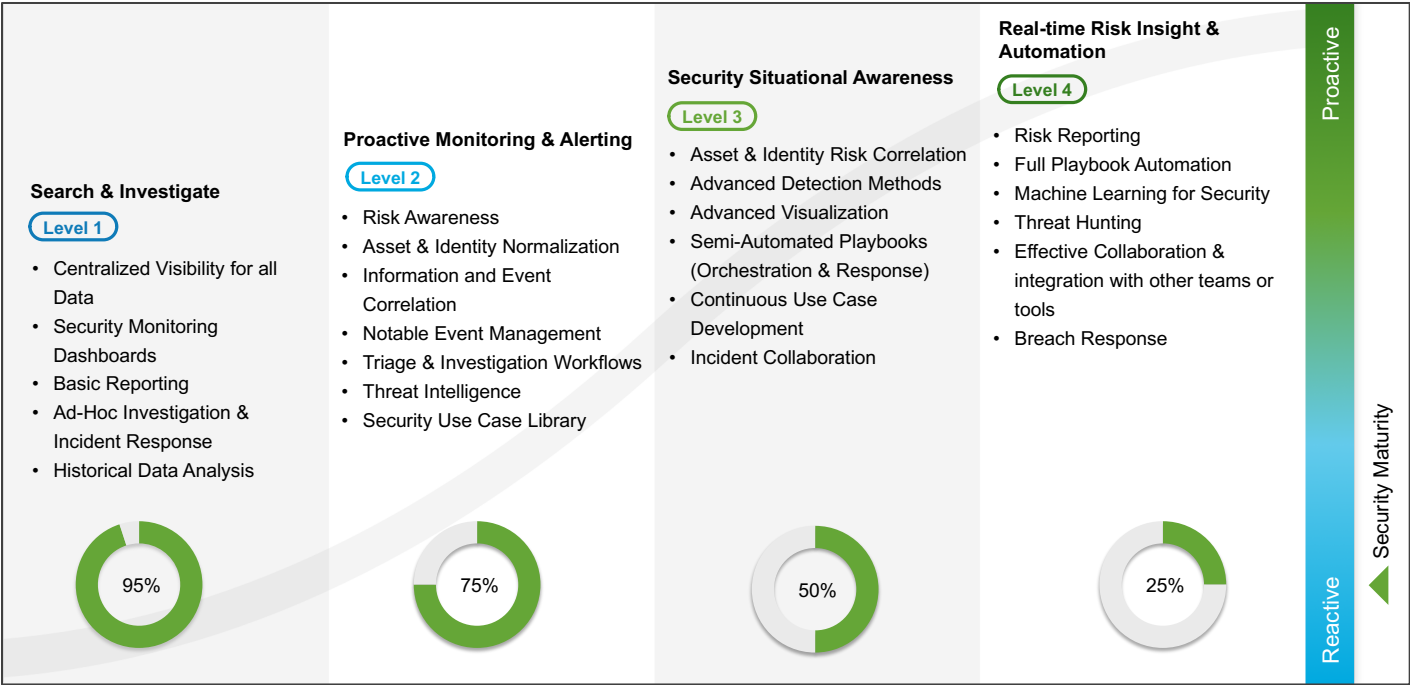 Search & Investigate
Level 1
• Centralized Visibility for all
Data
• Security Monitoring
Dashboards
• Basic Reporting
• Ad-Hoc Investigation &
Incident Response
• Historical Data Analysis
95%
Proactive Monitoring & Alerting
Level 2
• Risk Awareness
• Asset & Identity Normalization
• Information and Event
Correlation
• Notable Event Management
• Triage & Investigation Workflows
• Threat Intelligence
• Security Use Case Library
75%
Security Situational Awareness
Level 3
• Asset & Identity Risk Correlation
• Advanced Detection Methods
• Advanced Visualization
• Semi-Automated Playbooks
(Orchestration & Response)
• Continuous Use Case
Development
• Incident Collaboration
50%
Real-time Risk Insight &
Automation
Level 4
• Risk Reporting
• Full Playbook Automation
• Machine Learning for Security
• Threat Hunting
• Effective Collaboration &
integration with other teams or
tools
• Breach Response
25%
Proactive
Reactive
Security Maturity